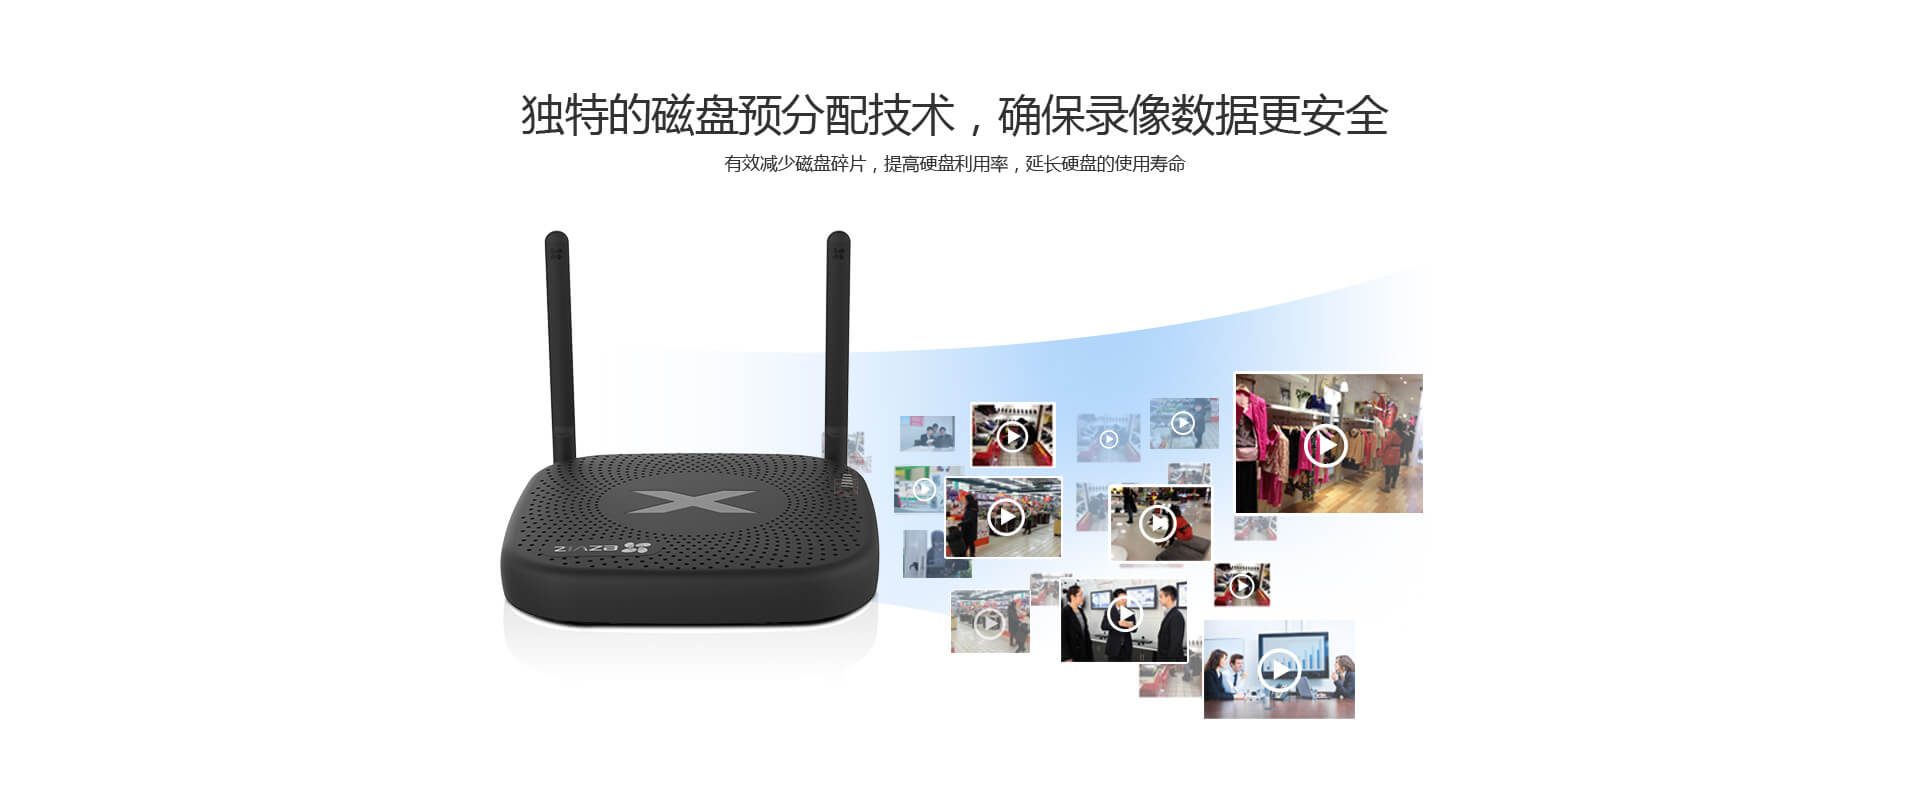 独特的磁盘预分配技术，确保录像数据更安全
有效减少磁盘碎片，提高硬盘利用率，延长硬盘的使用寿命
X
ezviz